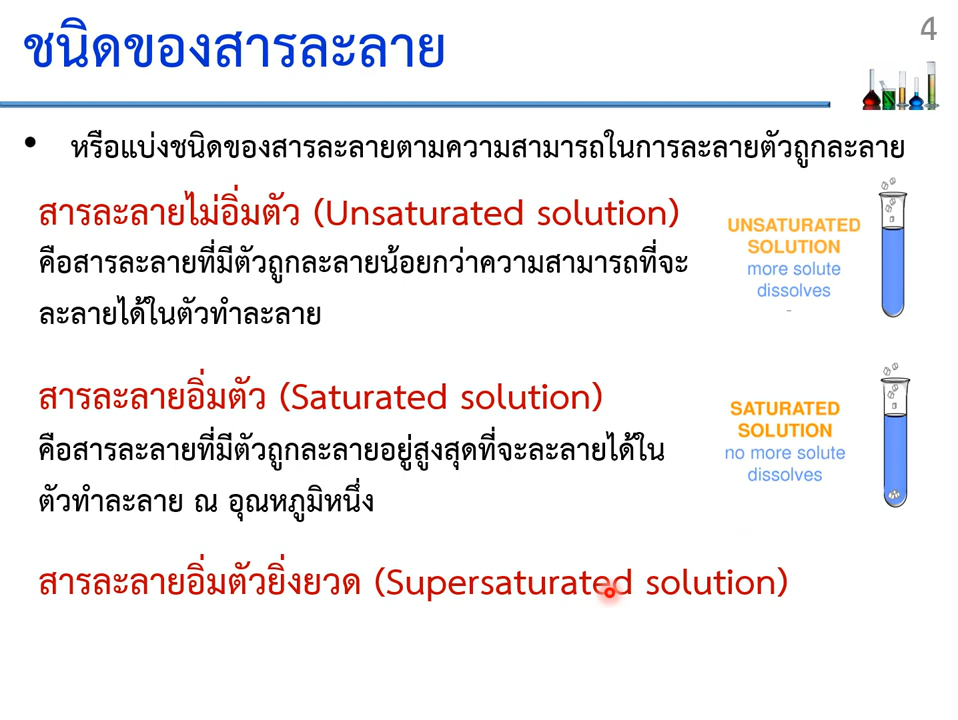 4
ชนิดของสารละลาย
• หรือแบ่งชนิดของสารละลายตามความสามารถในการละลายตัวถูกละลาย
สารละลายไม่อิ่มตัว (Unsaturated solution)
คือสารละลายที่มีตัวถูกละลายน้อยกว่าความสามารถที่จะ
ละลายได้ในตัวทำละลาย
UNSATURATED
SOLUTION
more solute
dissolves
-
สารละลายอิ่มตัว (Saturated solution)
คือสารละลายที่มีตัวถูกละลายอยู่สูงสุดที่จะละลายได้ใน
ตัวทำละลาย ณ อุณหภูมิหนึ่ง
SATURATED
SOLUTION
no more solute
dissolves
สารละลายอิ่มตัวยิ่งยวด (Supersaturated solution)